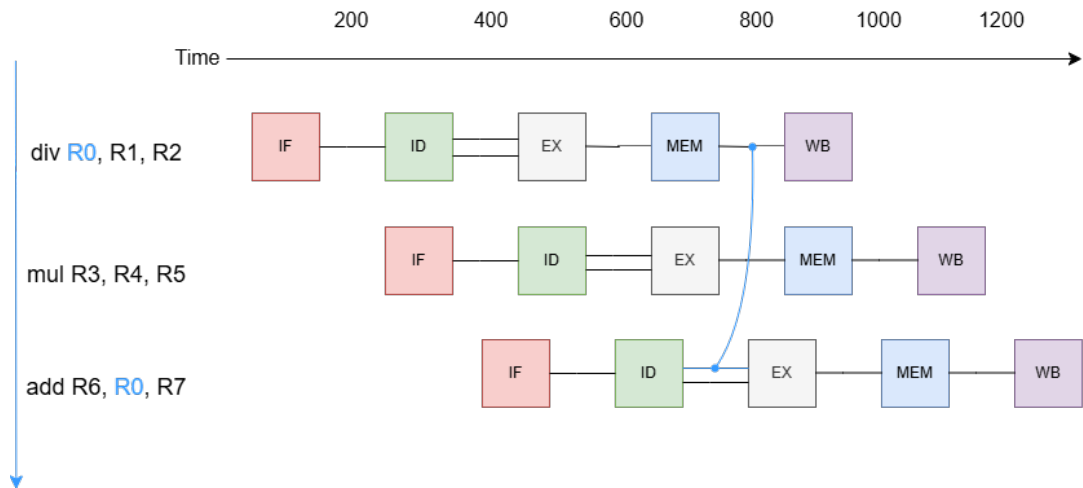 200 400 600 800 1000 1200
Time
div R0, R1, R2 IF ID EX MEM WB
mul R3, R4, R5 IF ID EX MEM WB
add R6, R0, R7 IF ID EX MEM WB